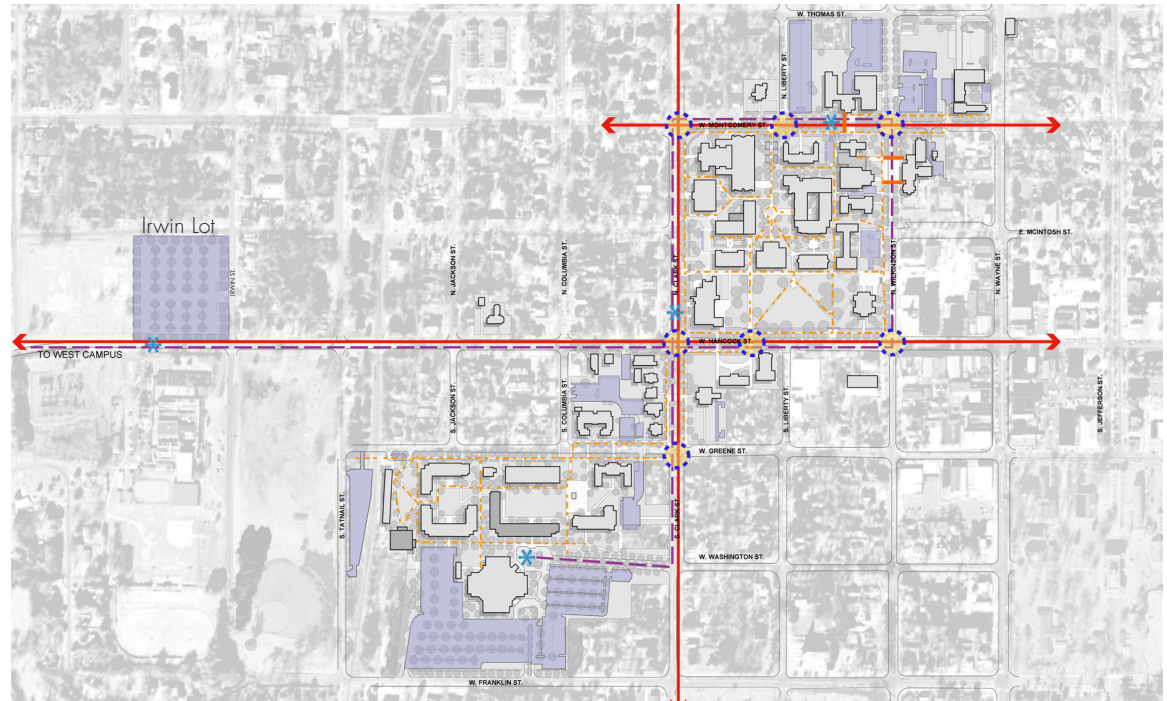 W. THOMAS ST.
N. LIBERTY ST.
W. MONTGOMERY ST.
Irwin Lot
IRWIN ST.
N. JACKSON ST.
N. COLUMBIA ST.
N. CLARK ST.
N. WILKINSON ST.
N. WAYNE ST.
E. MCINTOSH ST.
TO WEST CAMPUS
W. HANCOCK ST.
S. JACKSON ST.
S. COLUMBIA ST.
S. LIBERTY ST.
S. JEFFERSON ST.
W. GREENE ST.
S. TATNAIL ST.
S. CLARK ST.
W. WASHINGTON ST.
W. FRANKLIN ST.